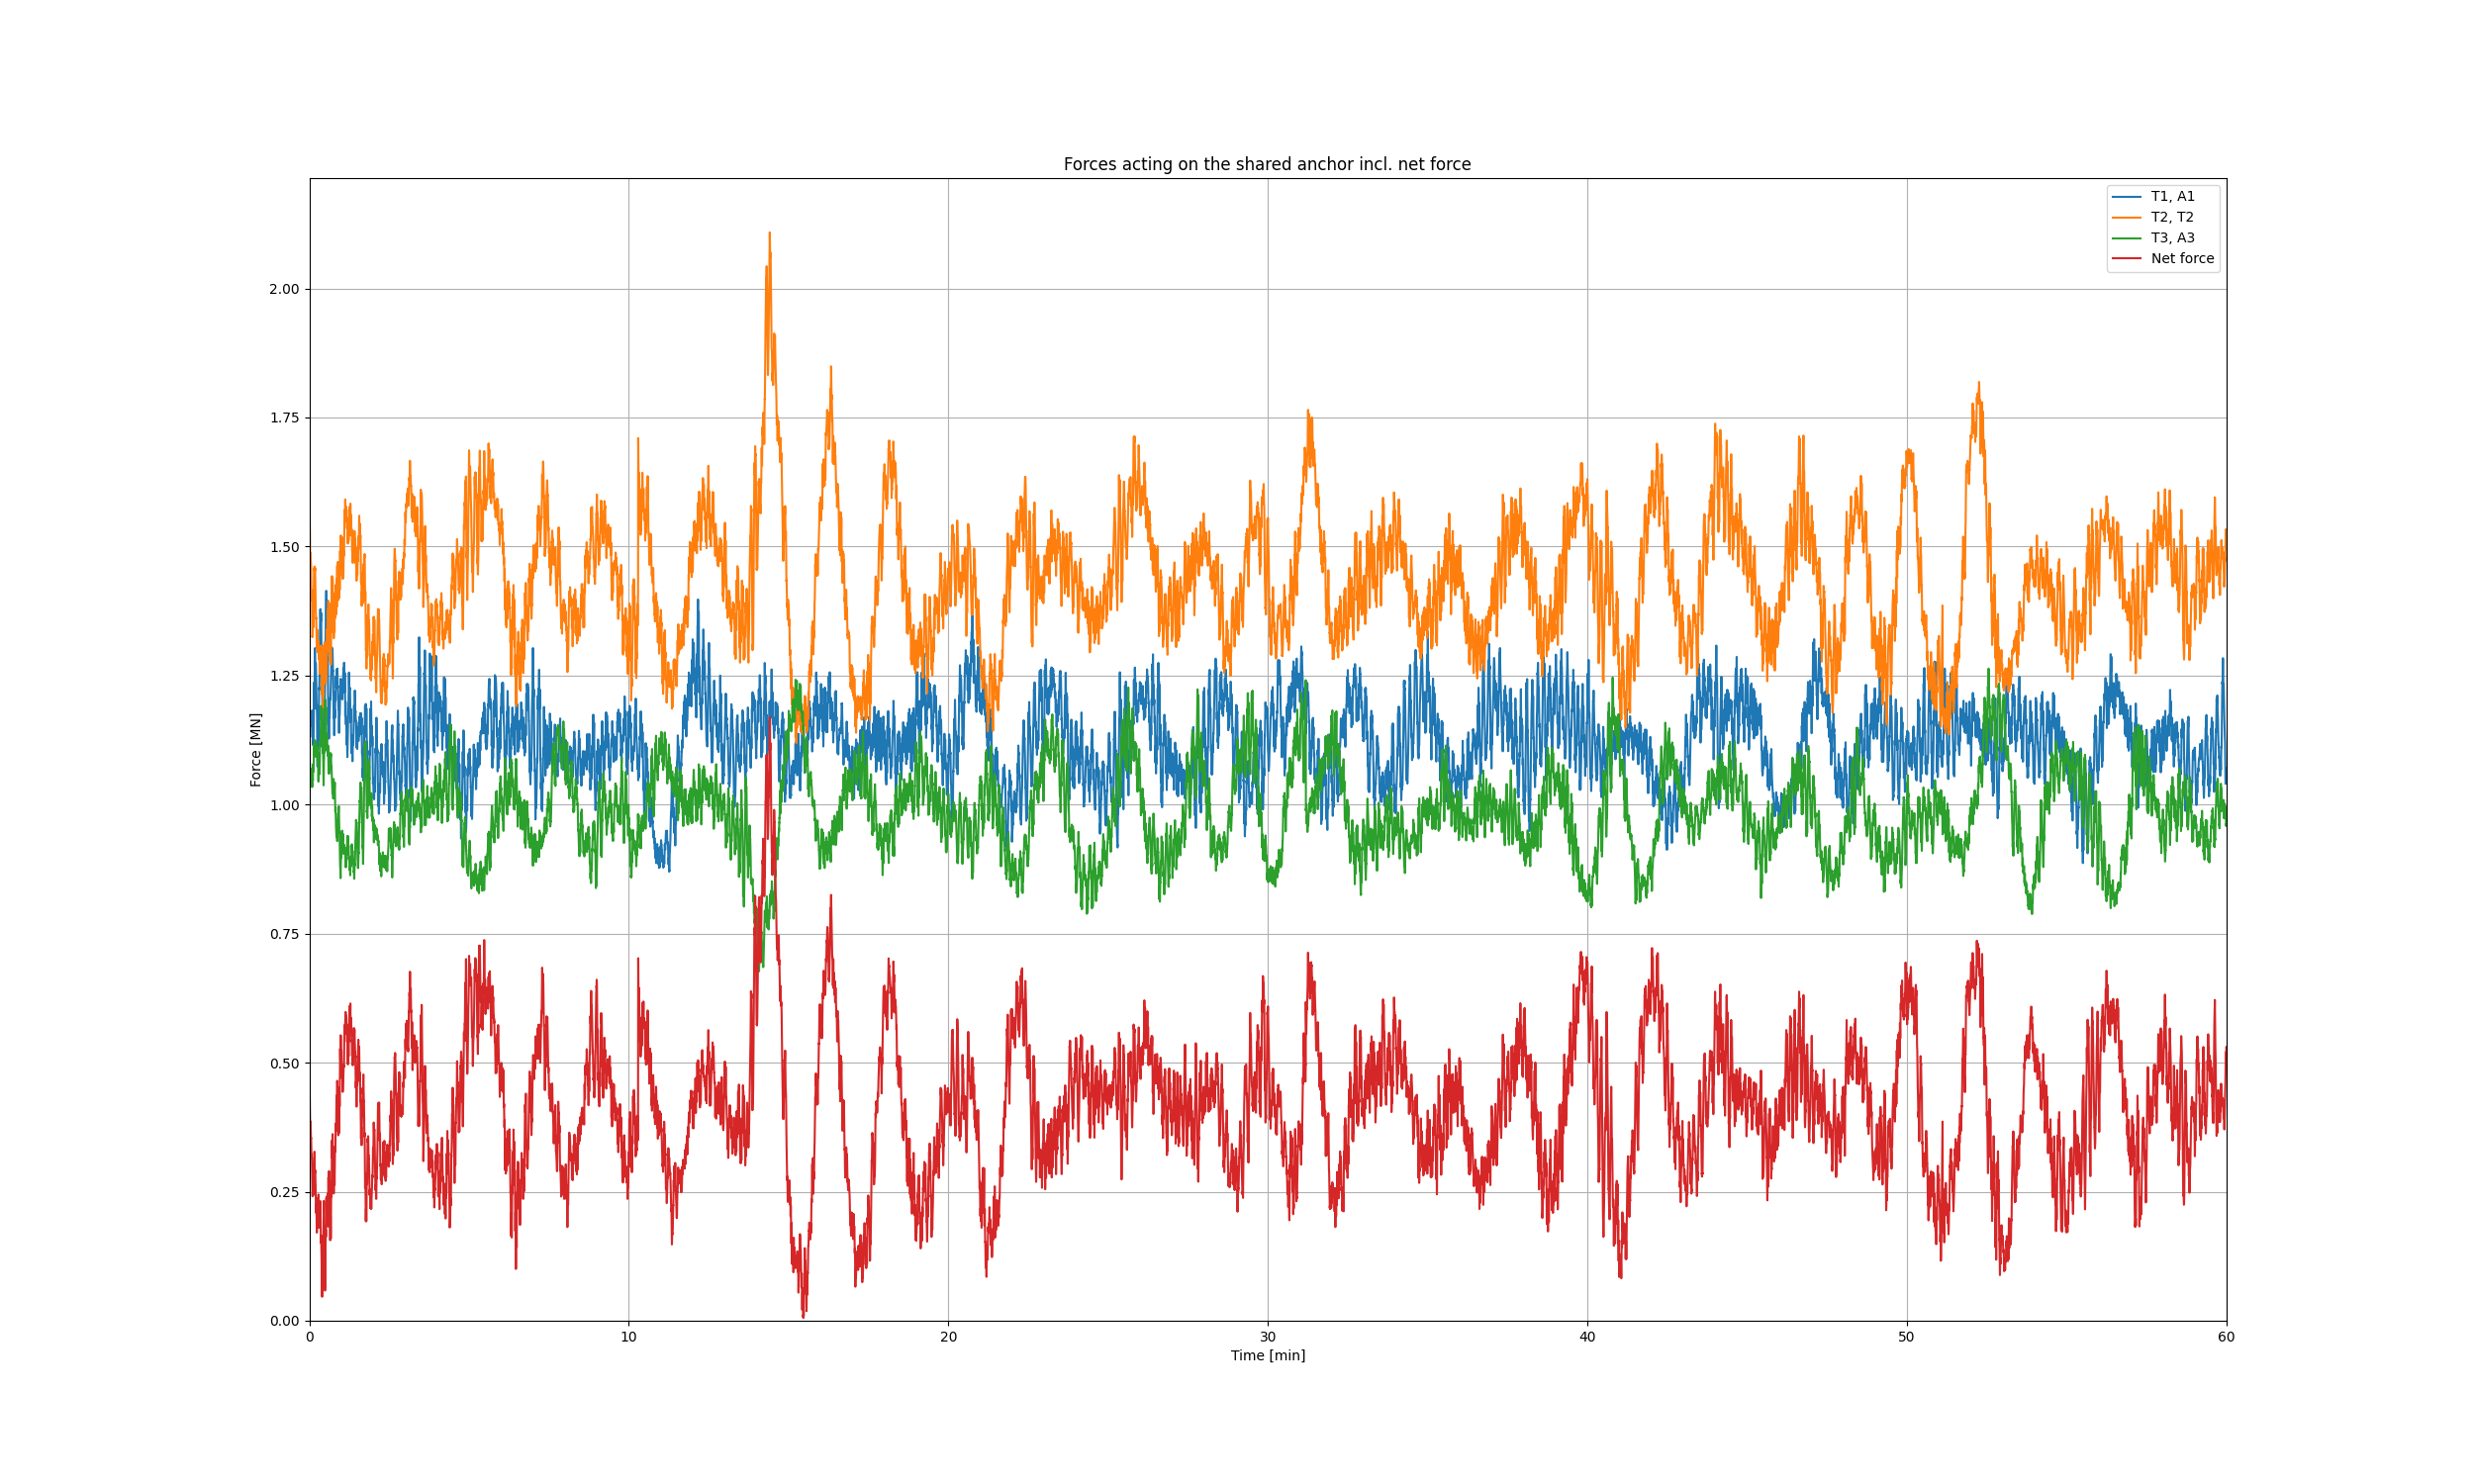 Forces acting on the shared anchor incl. net force
T1, A1
T2, T2
T3, A3
Net force
Force [MN]
2.00
1.75
1.50
1.25
1.00
0.75
0.50
0.25
0.00
0 10 20 30 40 50 60
Time [min]